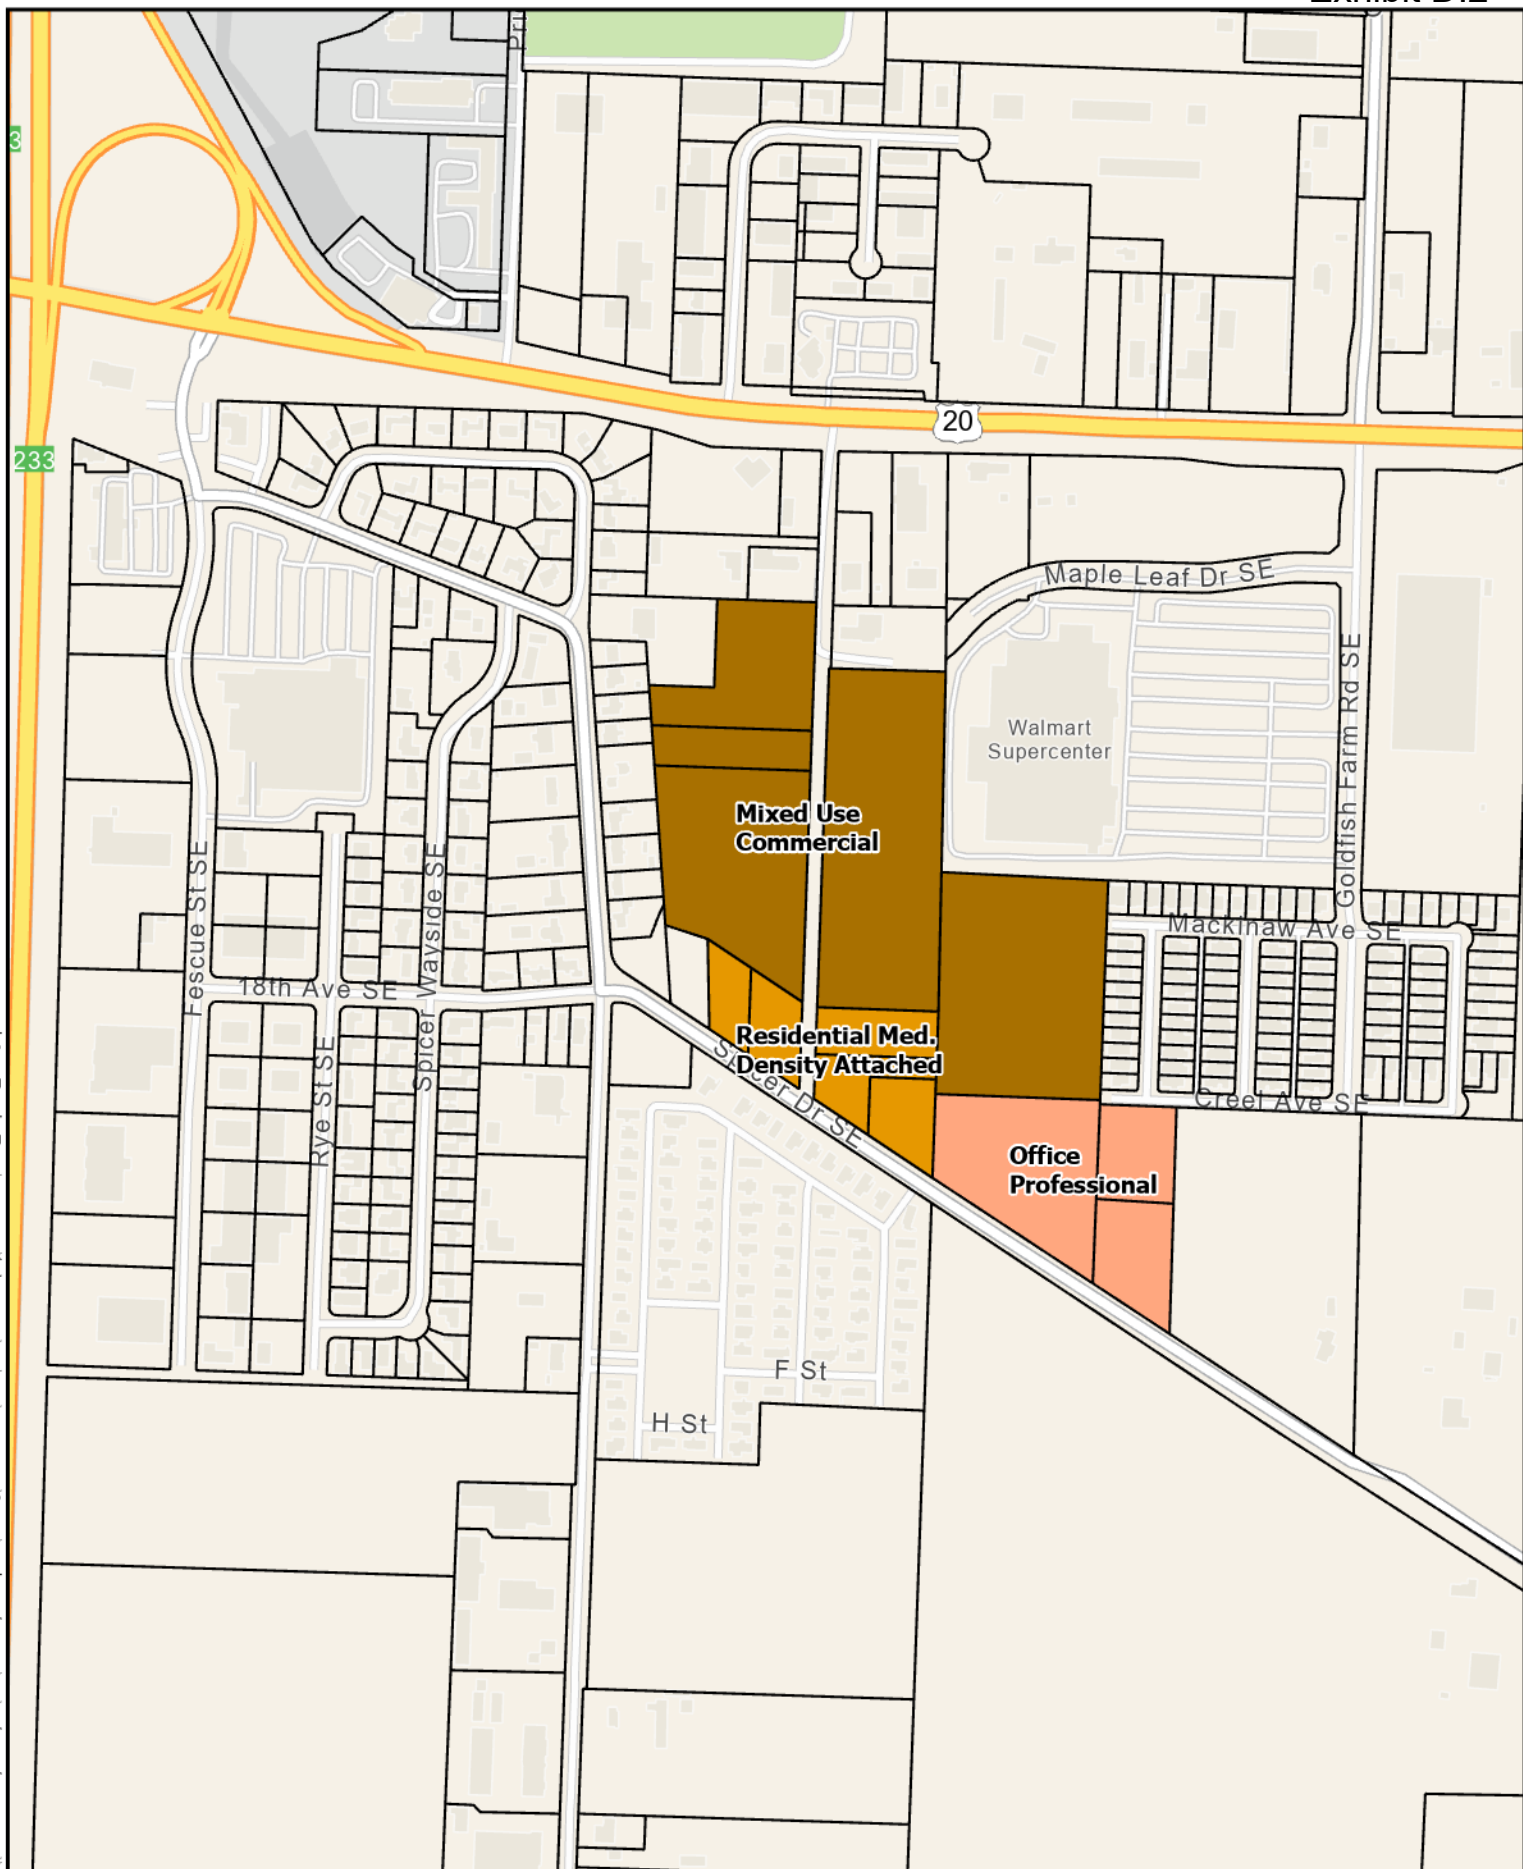 Pri
3
20
233
Maple Leaf Dr SE
Goldfish Farm Rd SE
Walmart
Supercenter
Mixed Use
Commercial
Fescue St SE
Spicer Wayside SE
Mackinaw Ave SE
18th Ave SE
Residential Med.
Density Attached
Spicer Dr SE
Rye St SE
Creel Ave SE
Office
Professional
F St
H St